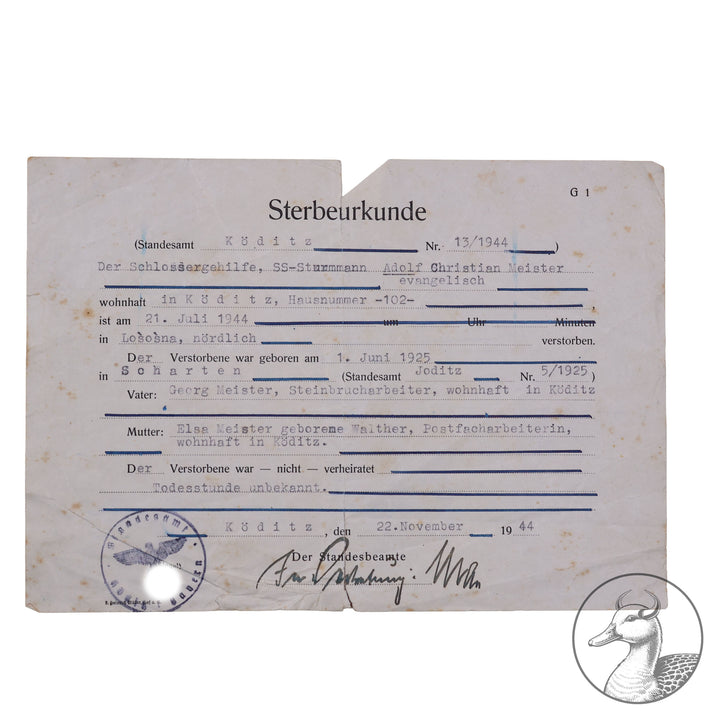 G 1
Sterbeurkunde
(Standesamt Köditz Nr. 13/1944 )
Der Schlossergehilfe, SS-Sturmmann Adolf Christian Meister
evangelisch
wohnhaft in Köditz, Hausnummer -102- ,
ist am 21. Juli 1944 um Uhr Minuten
in Lososna, nördlich verstorben.
Der Verstorbene war geboren am 1. Juni 1925
in Scharten (Standesamt Joditz Nr. 5/1925 )
Vater: Georg Meister, Steinbrucharbeiter, wohnhaft in Köditz
Mutter: Elsa Meister geborene Walther, Postfacharbeiterin,
wohnhaft in Köditz.
Der Verstorbene war — nicht — verheiratet
Todesstunde unbekannt.
Köditz , den 22.November 1944
Der Standesbeamte
In Vertretung:
Standesamt